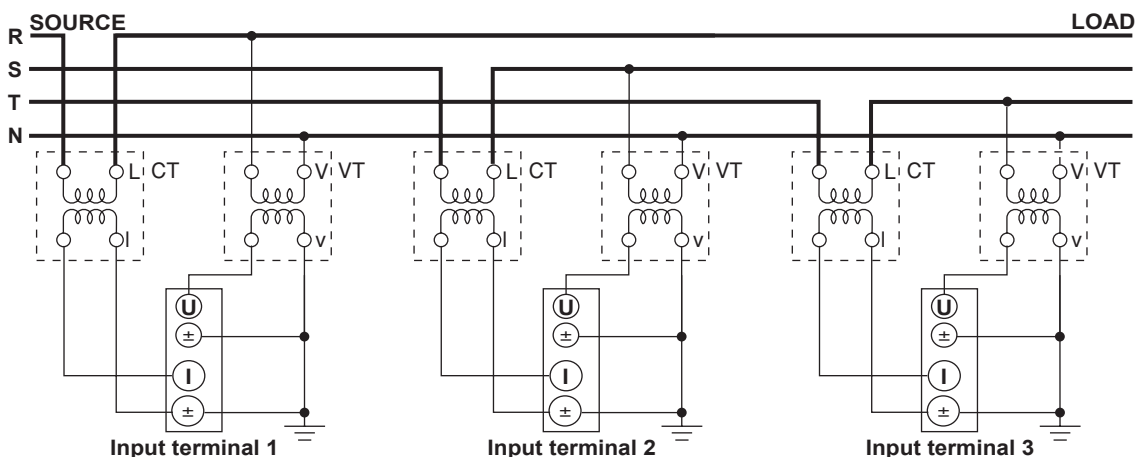 SOURCE LOAD
R
S
T
N
L CT V VT L CT V VT L CT V VT
l v l v l v
U U U
± ± ±
I I I
± ± ±
Input terminal 1 Input terminal 2 Input terminal 3